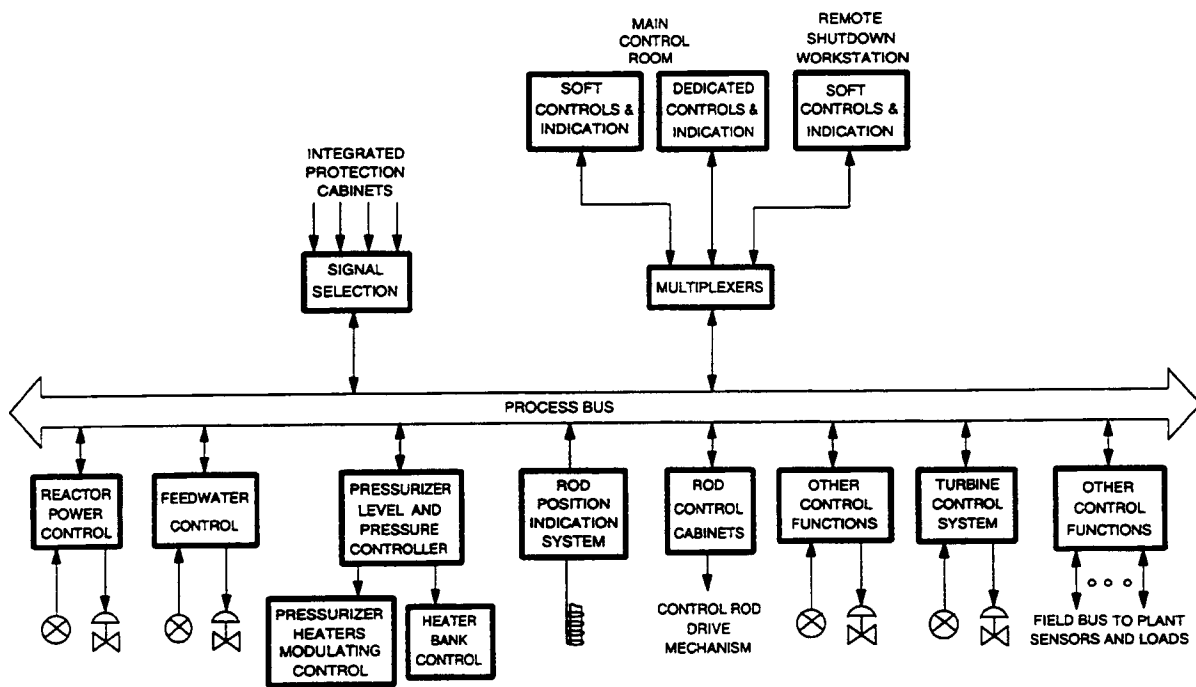 MAIN
CONTROL
ROOM
REMOTE
SHUTDOWN
WORKSTATION
SOFT
CONTROLS &
INDICATION
DEDICATED
CONTROLS &
INDICATION
SOFT
CONTROLS &
INDICATION
INTEGRATED
PROTECTION
CABINETS
SIGNAL
SELECTION
MULTIPLEXERS
PROCESS BUS
REACTOR
POWER
CONTROL
FEEDWATER
CONTROL
PRESSURIZER
LEVEL AND
PRESSURE
CONTROLLER
ROD
POSITION
INDICATION
SYSTEM
ROD
CONTROL
CABINETS
OTHER
CONTROL
FUNCTIONS
TURBINE
CONTROL
SYSTEM
OTHER
CONTROL
FUNCTIONS
PRESSURIZER
HEATERS
MODULATING
CONTROL
HEATER
BANK
CONTROL
CONTROL ROD
DRIVE
MECHANISM
FIELD BUS TO PLANT
SENSORS AND LOADS